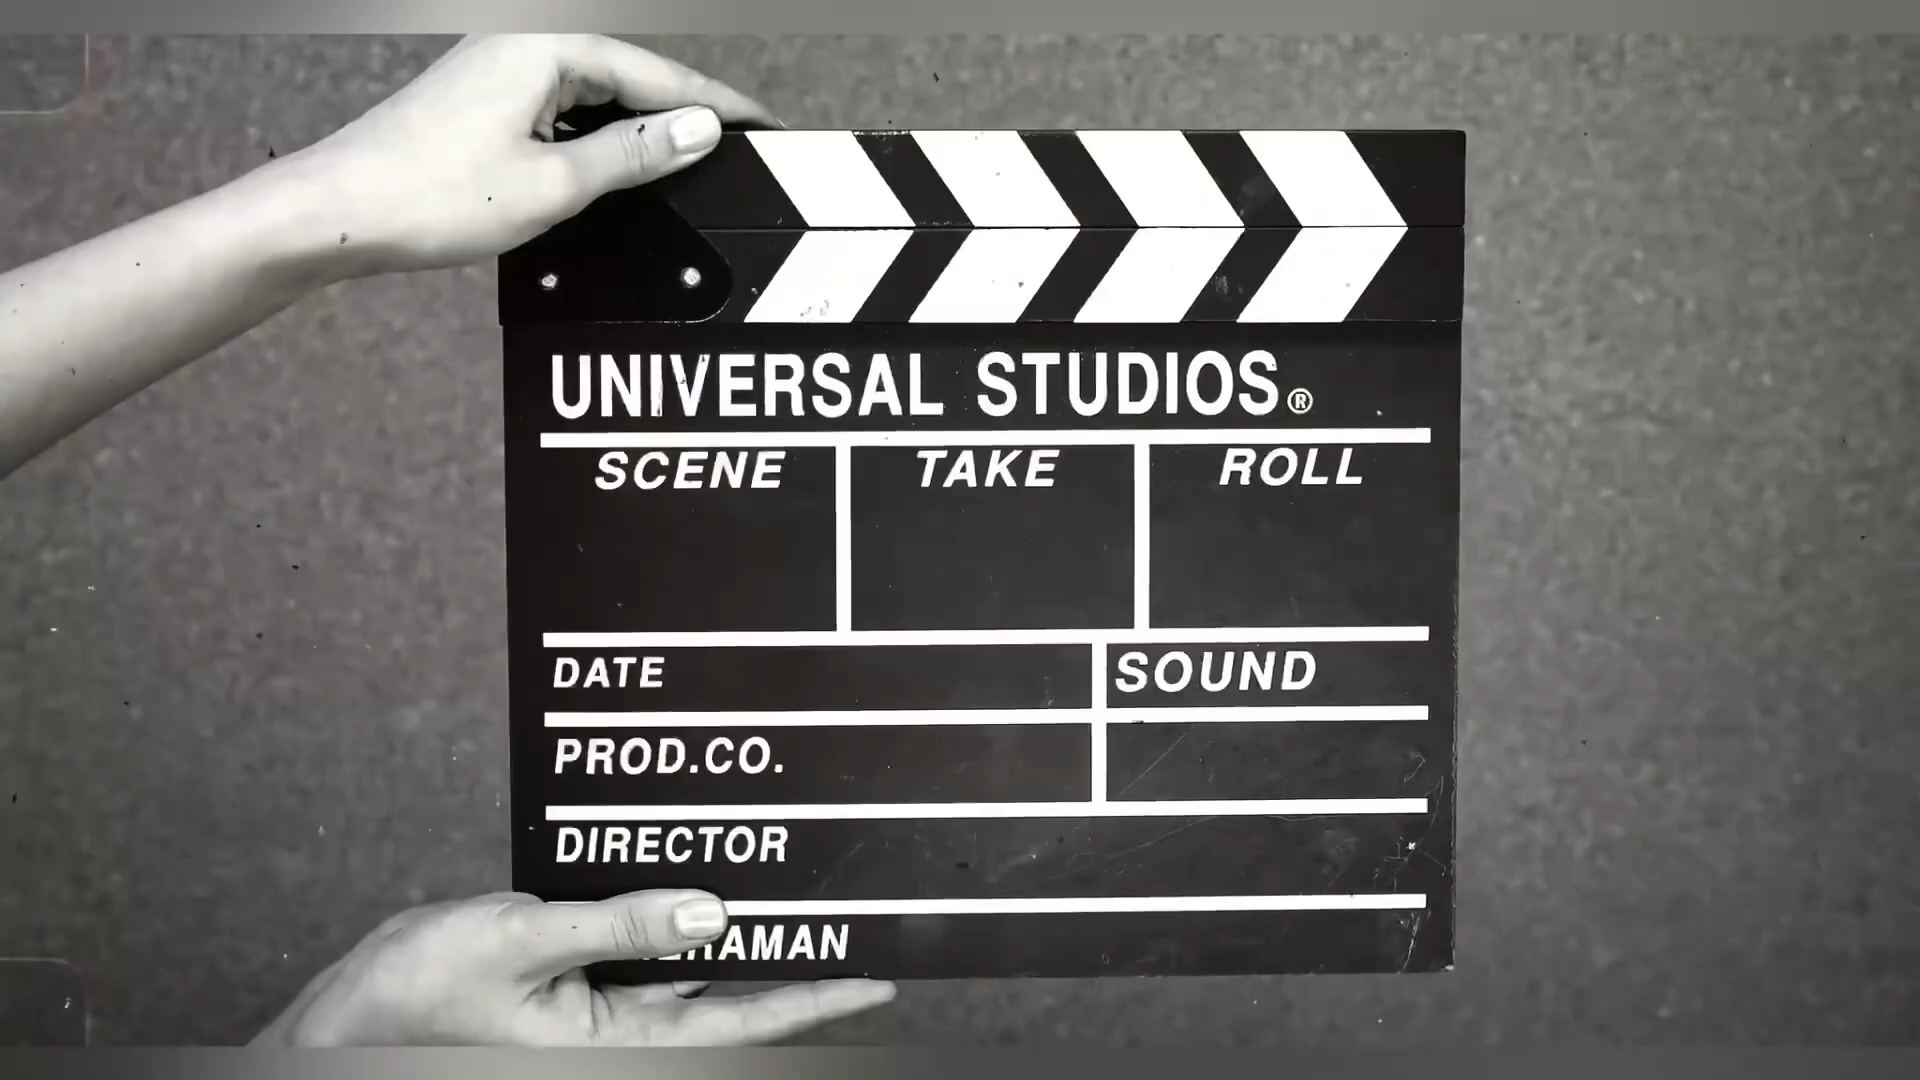 UNIVERSAL STUDIOS®
SCENE TAKE ROLL
DATE SOUND
PROD.CO.
DIRECTOR